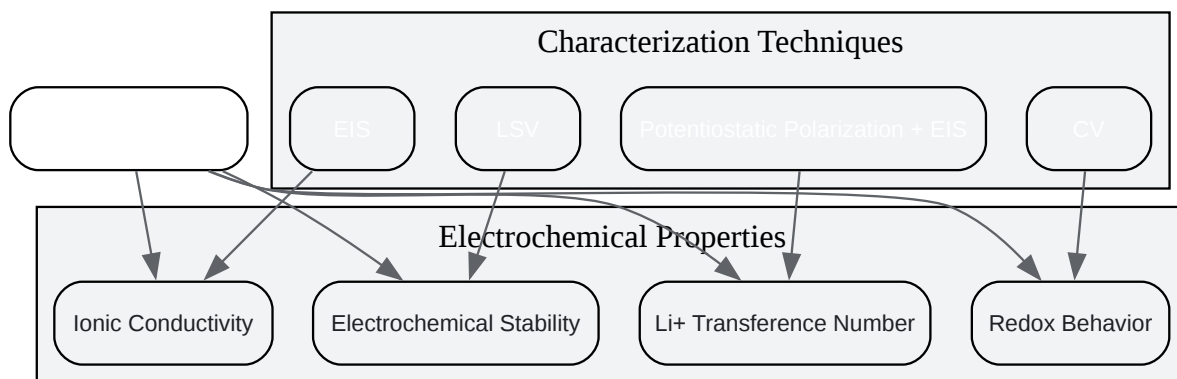 Characterization Techniques
EIS
LSV
Potentiostatic Polarization + EIS
CV
Electrochemical Properties
Ionic Conductivity
Electrochemical Stability
Li+ Transference Number
Redox Behavior